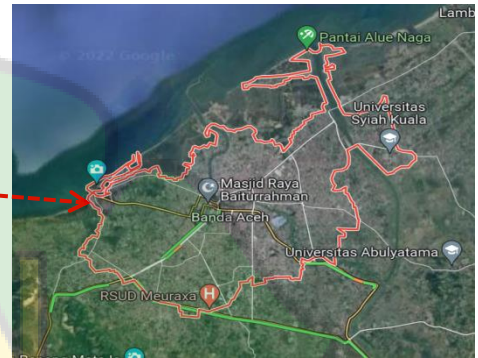 Lamb
Pantai Alue Naga
2022 Google
Universitas
Syiah Kuala
Masjid Raya
Baiturrahman
Banda Aceh
Universitas Abulyatama
RSUD Meuraxa
H